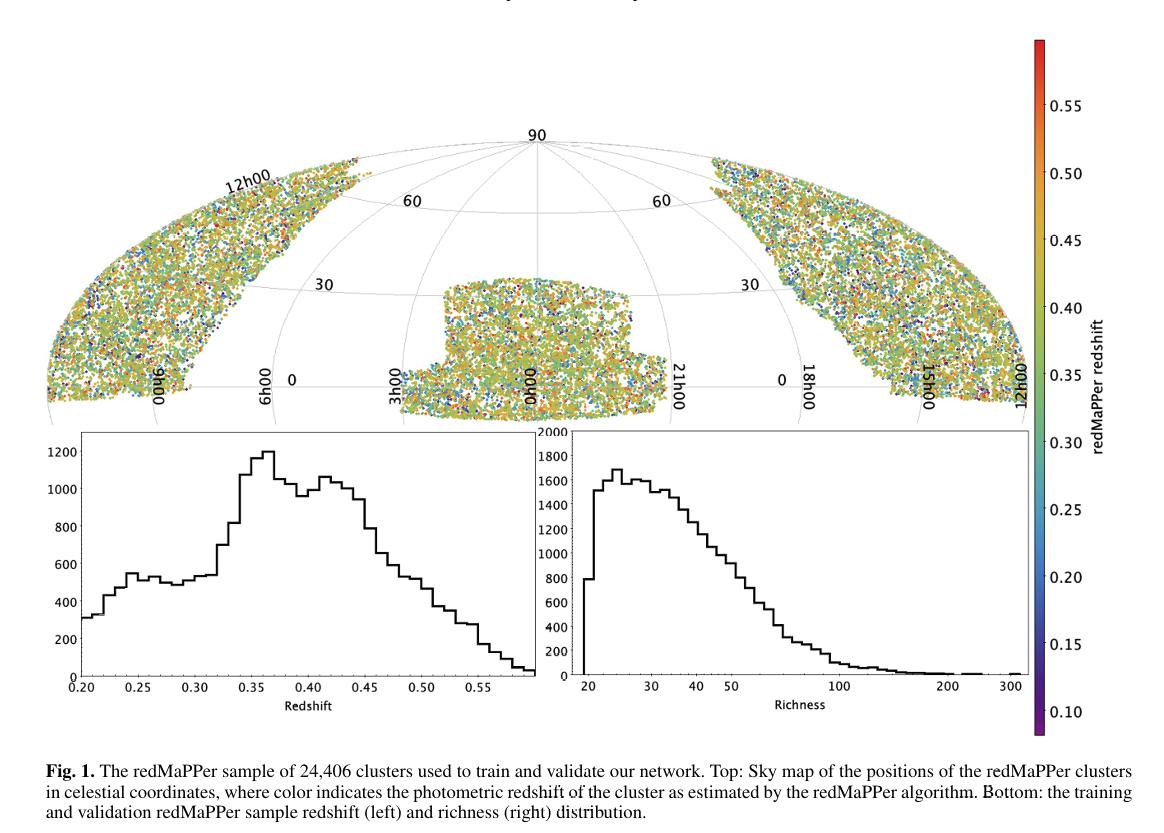 90
12h00
60
60
30
30
9h00
6h00
0
3h00
0h00
21h00
0
18h00
15h00
12h00
0.55
0.50
0.45
0.40
0.35
0.30
0.25
0.20
0.15
0.10
redMaPPer redshift
1200
1000
800
600
400
200
0
0.20 0.25 0.30 0.35 0.40 0.45 0.50 0.55
Redshift
2000
1800
1600
1400
1200
1000
800
600
400
200
0
20 30 40 50 100 200 300
Richness
Fig. 1. The redMaPPer sample of 24,406 clusters used to train and validate our network. Top: Sky map of the positions of the redMaPPer clusters
in celestial coordinates, where color indicates the photometric redshift of the cluster as estimated by the redMaPPer algorithm. Bottom: the training
and validation redMaPPer sample redshift (left) and richness (right) distribution.